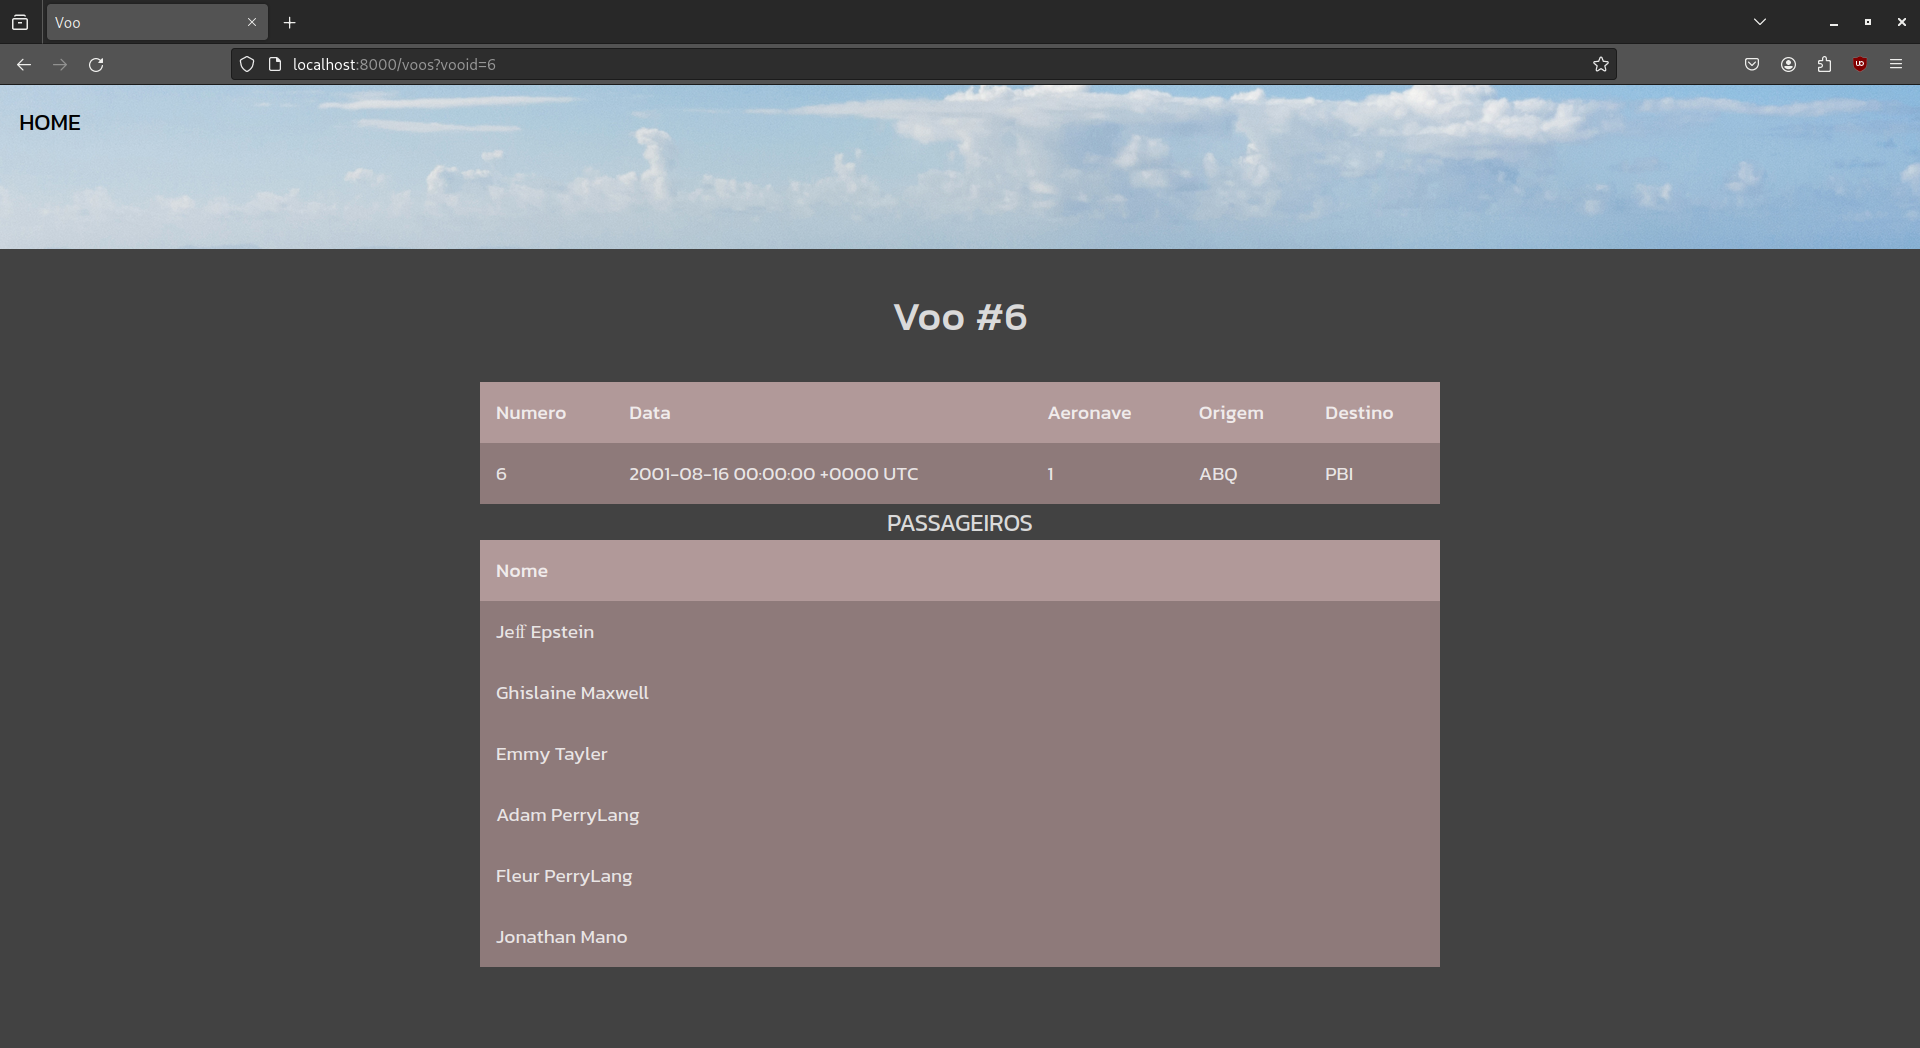 Voo
localhost:8000/voos?vooid=6
HOME
Voo #6
Numero Data Aeronave Origem Destino
6 2001-08-16 00:00:00 +0000 UTC 1 ABQ PBI
PASSAGEIROS
Nome
Jeff Epstein
Ghislaine Maxwell
Emmy Tayler
Adam PerryLang
Fleur PerryLang
Jonathan Mano